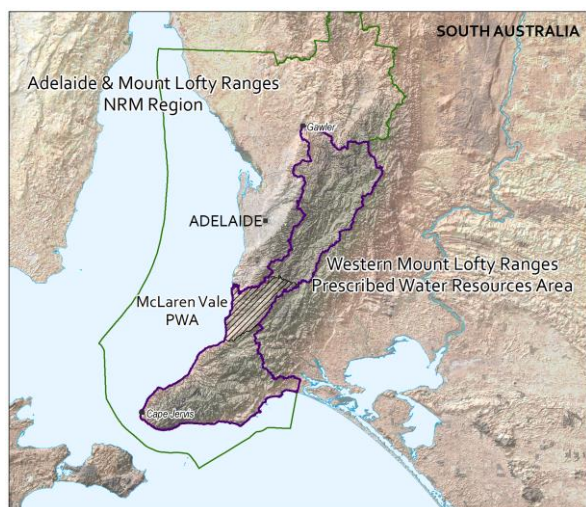 SOUTH AUSTRALIA
Adelaide & Mount Lofty Ranges
NRM Region
Gawler
ADELAIDE
Western Mount Lofty Ranges
Prescribed Water Resources Area
McLaren Vale
PWA
Cape Jervis